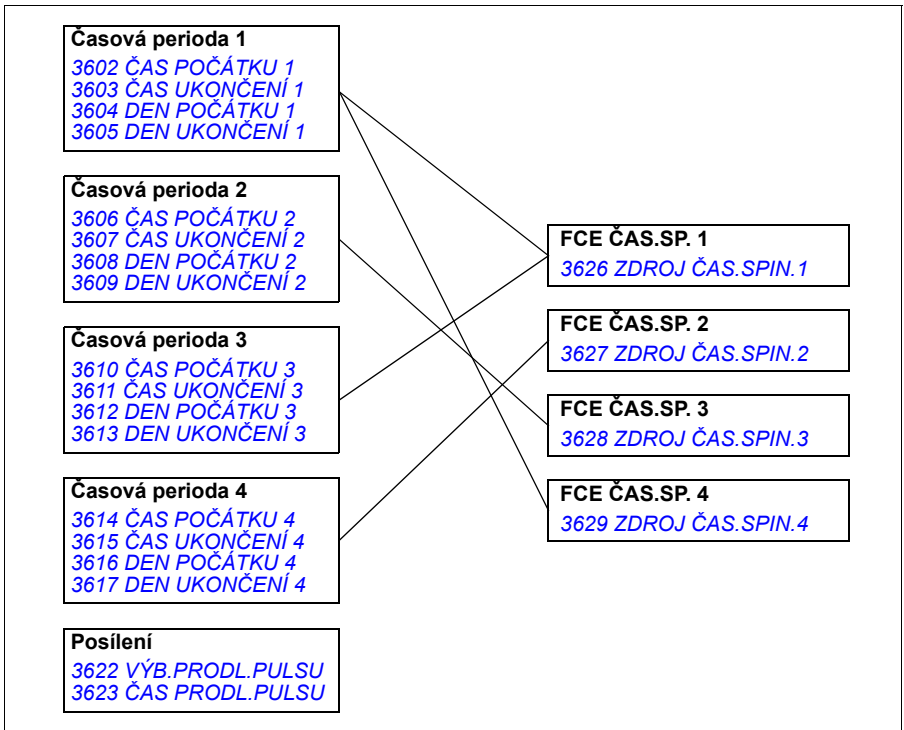 Časová perioda 1
3602 ČAS POČÁTKU 1
3603 ČAS UKONČENÍ 1
3604 DEN POČÁTKU 1
3605 DEN UKONČENÍ 1
Časová perioda 2
3606 ČAS POČÁTKU 2
3607 ČAS UKONČENÍ 2
3608 DEN POČÁTKU 2
3609 DEN UKONČENÍ 2
Časová perioda 3
3610 ČAS POČÁTKU 3
3611 ČAS UKONČENÍ 3
3612 DEN POČÁTKU 3
3613 DEN UKONČENÍ 3
Časová perioda 4
3614 ČAS POČÁTKU 4
3615 ČAS UKONČENÍ 4
3616 DEN POČÁTKU 4
3617 DEN UKONČENÍ 4
Posílení
3622 VÝB.PRODL.PULSU
3623 ČAS PRODL.PULSU
FCE ČAS.SP. 1
3626 ZDROJ ČAS.SPIN.1
FCE ČAS.SP. 2
3627 ZDROJ ČAS.SPIN.2
FCE ČAS.SP. 3
3628 ZDROJ ČAS.SPIN.3
FCE ČAS.SP. 4
3629 ZDROJ ČAS.SPIN.4